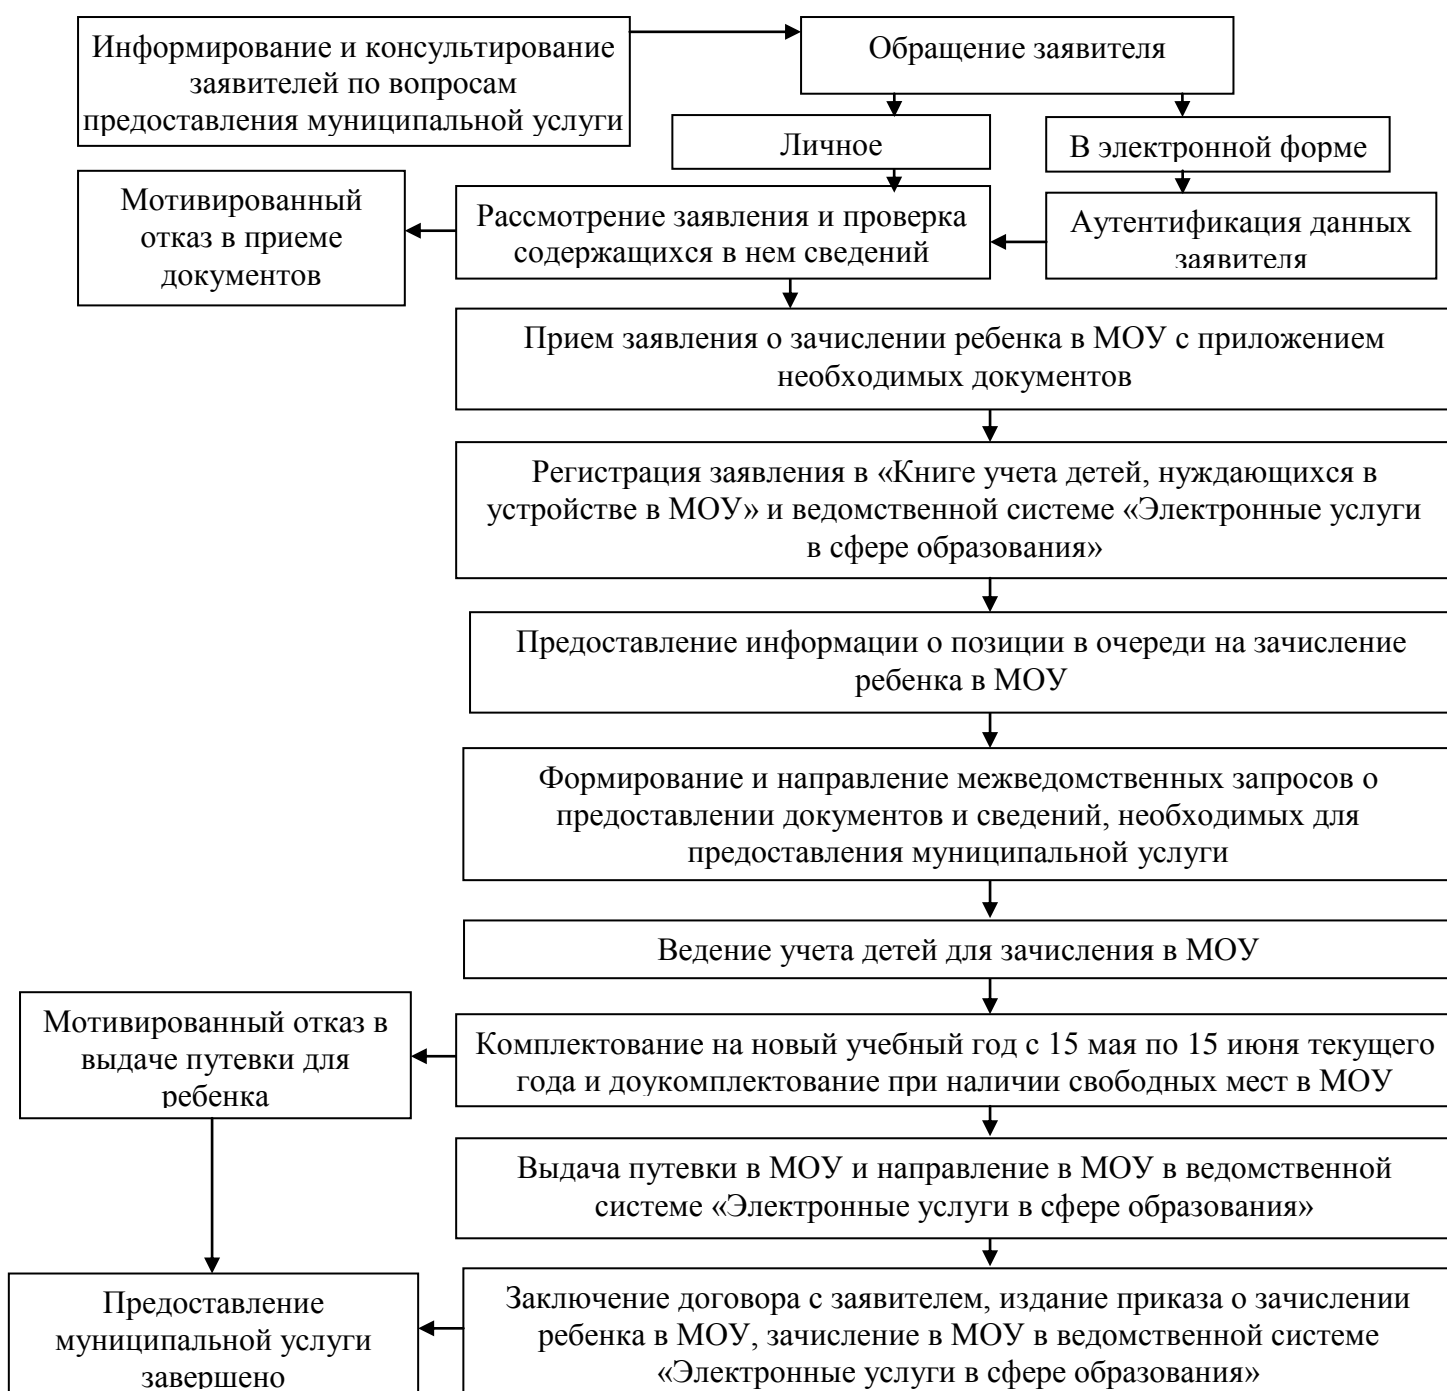 Информирование и консультирование
заявителей по вопросам
предоставления муниципальной услуги
Обращение заявителя
Личное
В электронной форме
Мотивированный
отказ в приеме
документов
Рассмотрение заявления и проверка
содержащихся в нем сведений
Аутентификация данных
заявителя
Прием заявления о зачислении ребенка в МОУ с приложением
необходимых документов
Регистрация заявления в «Книге учета детей, нуждающихся в
устройстве в МОУ» и ведомственной системе «Электронные услуги
в сфере образования»
Предоставление информации о позиции в очереди на зачисление
ребенка в МОУ
Формирование и направление межведомственных запросов о
предоставлении документов и сведений, необходимых для
предоставления муниципальной услуги
Ведение учета детей для зачисления в МОУ
Мотивированный отказ в
выдаче путевки для
ребенка
Комплектование на новый учебный год с 15 мая по 15 июня текущего
года и доукомплектование при наличии свободных мест в МОУ
Выдача путевки в МОУ и направление в МОУ в ведомственной
системе «Электронные услуги в сфере образования»
Предоставление
муниципальной услуги
завершено
Заключение договора с заявителем, издание приказа о зачислении
ребенка в МОУ, зачисление в МОУ в ведомственной системе
«Электронные услуги в сфере образования»